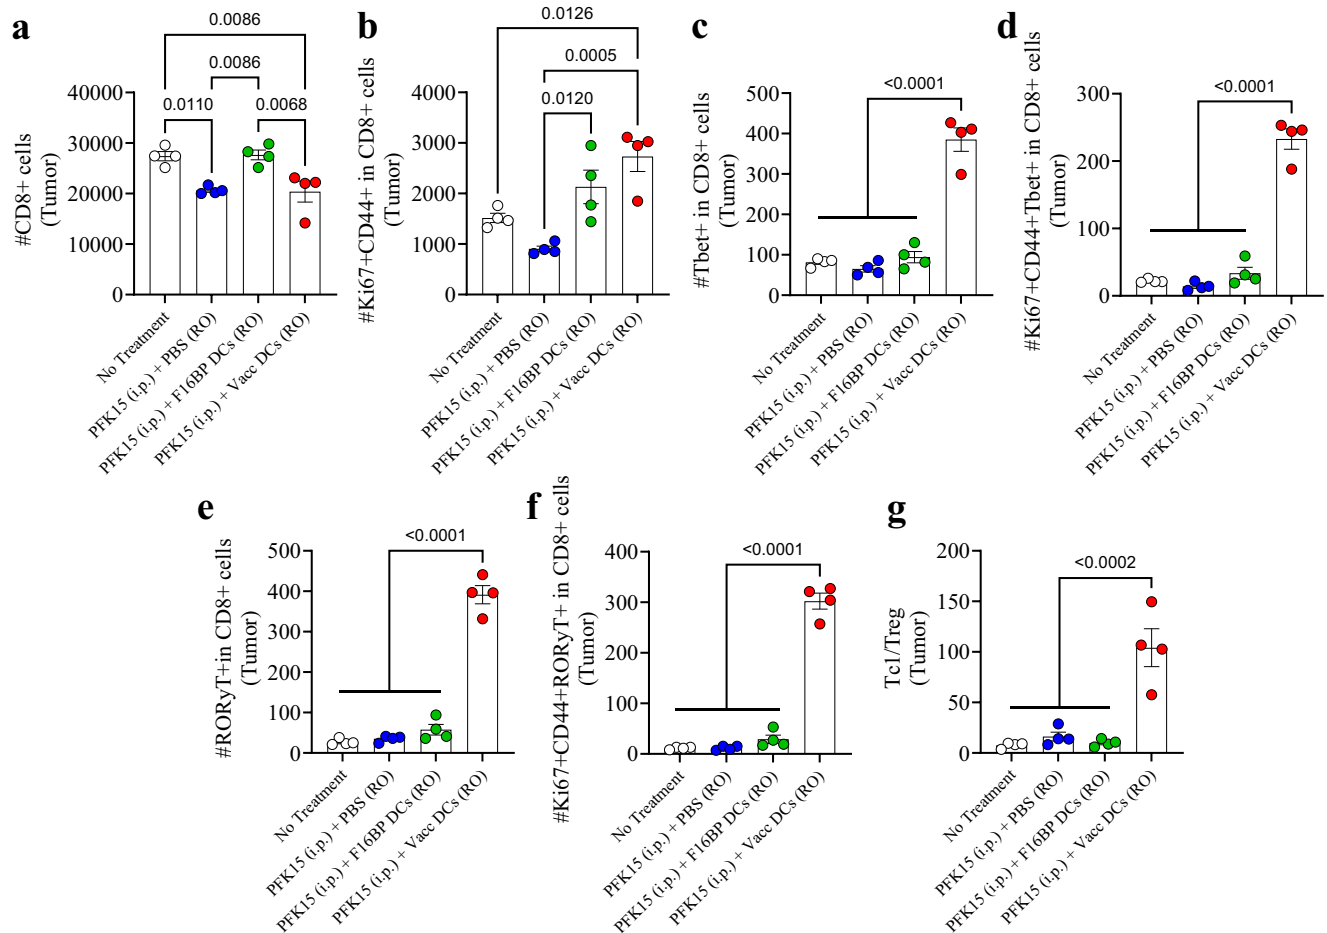 a
0.0086
0.0086
0.0110
0.0068
#CD8+ cells
(Tumor)
40000
30000
20000
10000
0
No Treatment
PFK15 (i.p.) + PBS (RO)
PFK15 (i.p.) + F16BP DCs (RO)
PFK15 (i.p.) + Vacc DCs (RO)
b
0.0126
0.0005
0.0120
#Ki67+CD44+ in CD8+ cells
(Tumor)
4000
3000
2000
1000
0
No Treatment
PFK15 (i.p.) + PBS (RO)
PFK15 (i.p.) + F16BP DCs (RO)
PFK15 (i.p.) + Vacc DCs (RO)
c
<0.0001
#Tbet+ in CD8+ cells
(Tumor)
500
400
300
200
100
0
No Treatment
PFK15 (i.p.) + PBS (RO)
PFK15 (i.p.) + F16BP DCs (RO)
PFK15 (i.p.) + Vacc DCs (RO)
d
<0.0001
#Ki67+CD44+Tbet+ in CD8+ cells
(Tumor)
300
200
100
0
No Treatment
PFK15 (i.p.) + PBS (RO)
PFK15 (i.p.) + F16BP DCs (RO)
PFK15 (i.p.) + Vacc DCs (RO)
e
<0.0001
#RORyT+in CD8+ cells
(Tumor)
500
400
300
200
100
0
No Treatment
PFK15 (i.p.) + PBS (RO)
PFK15 (i.p.) + F16BP DCs (RO)
PFK15 (i.p.) + Vacc DCs (RO)
f
<0.0001
#Ki67+CD44+RORyT+ in CD8+ cells
(Tumor)
400
300
200
100
0
No Treatment
PFK15 (i.p.) + PBS (RO)
PFK15 (i.p.) + F16BP DCs (RO)
PFK15 (i.p.) + Vacc DCs (RO)
g
<0.0002
Tc1/Treg
(Tumor)
200
150
100
50
0
No Treatment
PFK15 (i.p.) + PBS (RO)
PFK15 (i.p.) + F16BP DCs (RO)
PFK15 (i.p.) + Vacc DCs (RO)